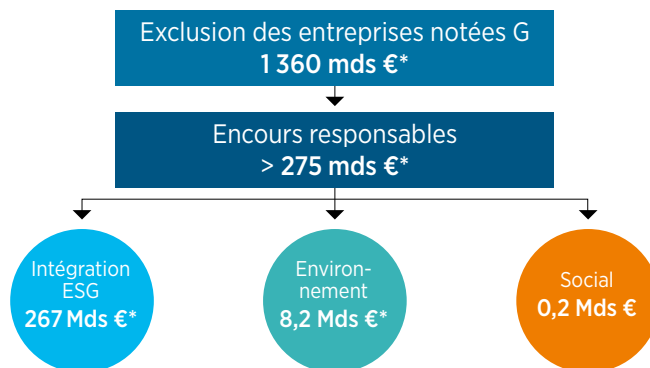 Exclusion des entreprises notées G
1 360 mds €*
Encours responsables
> 275 mds €*
Intégration
ESG
267 Mds €*
Environ-
nement
8,2 Mds €*
Social
0,2 Mds €